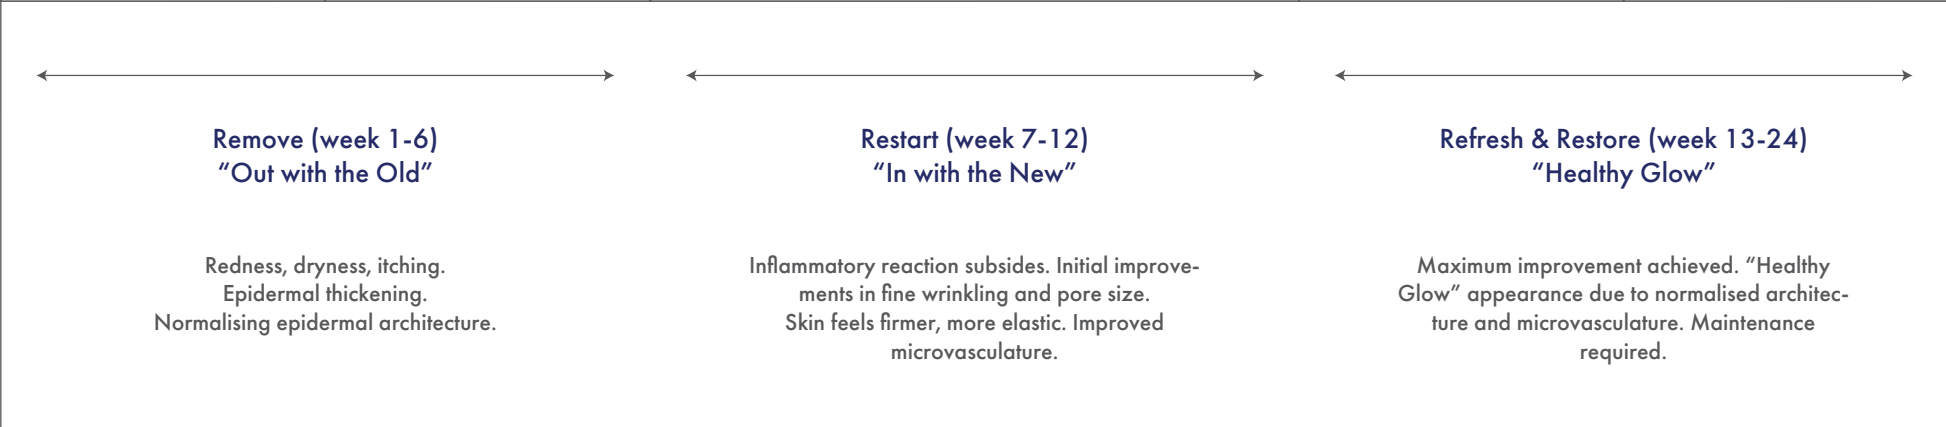 Remove (week 1-6)
“Out with the Old”
Redness, dryness, itching.
Epidermal thickening.
Normalising epidermal architecture.
Restart (week 7-12)
“In with the New”
Inflammatory reaction subsides. Initial improve-
ments in fine wrinkling and pore size.
Skin feels firmer, more elastic. Improved
microvasculature.
Refresh & Restore (week 13-24)
“Healthy Glow”
Maximum improvement achieved. “Healthy
Glow” appearance due to normalised architec-
ture and microvasculature. Maintenance
required.